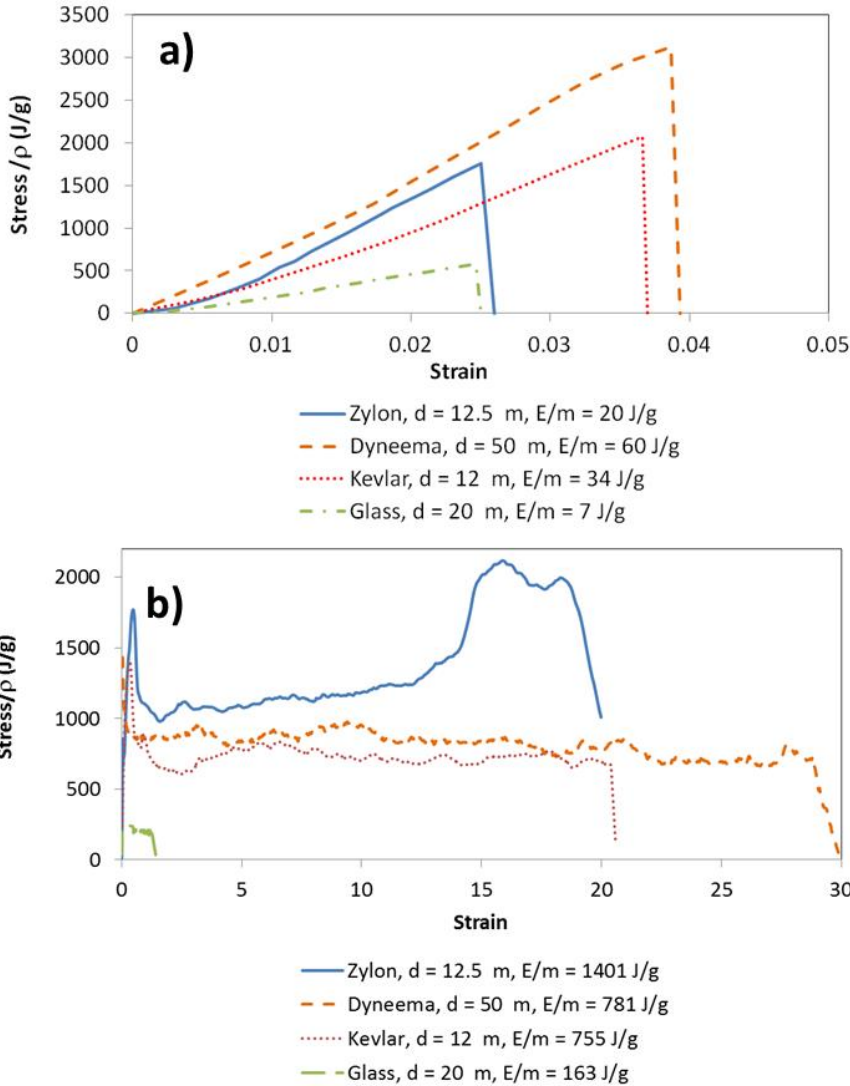 a)
Stress /ρ (J/g)
3500
3000
2500
2000
1500
1000
500
0
0 0.01 0.02 0.03 0.04 0.05
Strain
Zylon, d = 12.5 m, E/m = 20 J/g
Dyneema, d = 50 m, E/m = 60 J/g
Kevlar, d = 12 m, E/m = 34 J/g
Glass, d = 20 m, E/m = 7 J/g
b)
Stress/ρ (J/g)
2000
1500
1000
500
0
0 5 10 15 20 25 30
Strain
Zylon, d = 12.5 m, E/m = 1401 J/g
Dyneema, d = 50 m, E/m = 781 J/g
Kevlar, d = 12 m, E/m = 755 J/g
Glass, d = 20 m, E/m = 163 J/g